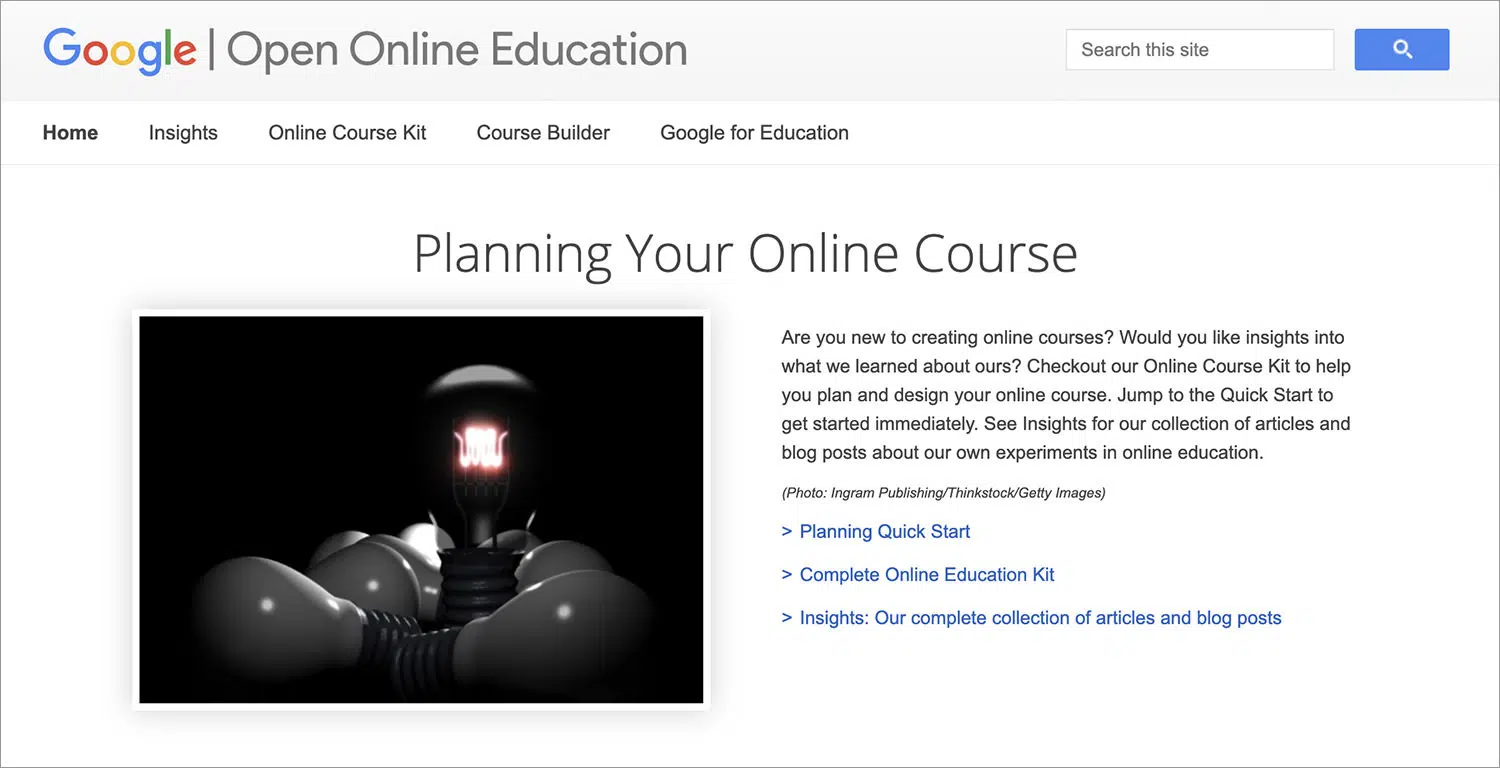 Google | Open Online Education
Search this site
Home Insights Online Course Kit Course Builder Google for Education
Planning Your Online Course
Are you new to creating online courses? Would you like insights into
what we learned about ours? Checkout our Online Course Kit to help
you plan and design your online course. Jump to the Quick Start to
get started immediately. See Insights for our collection of articles and
blog posts about our own experiments in online education.
(Photo: Ingram Publishing/Thinkstock/Getty Images)
> Planning Quick Start
> Complete Online Education Kit
> Insights: Our complete collection of articles and blog posts